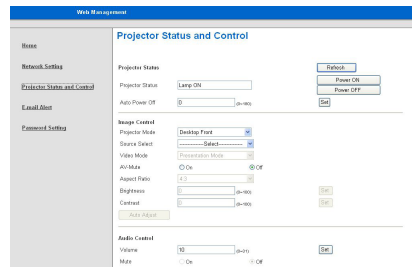 Web Management
Home
Network Setting
Projector Status and Control
E-mail Alert
Password Setting
Projector Status and Control
Projector Status
Refresh
Power ON
Projector Status Lamp ON
Power OFF
Auto Power Off 0 (0~180) Set
Image Control
Projector Mode Desktop Front
Source Select -------------Select-------------
Video Mode Presentation Mode
AV-Mute On Off
Aspect Ratio 4:3
Brightness 0 (0~100) Set
Contrast 0 (0~100) Set
Auto Adjust
Audio Control
Volume 10 (0~31) Set
Mute On Off